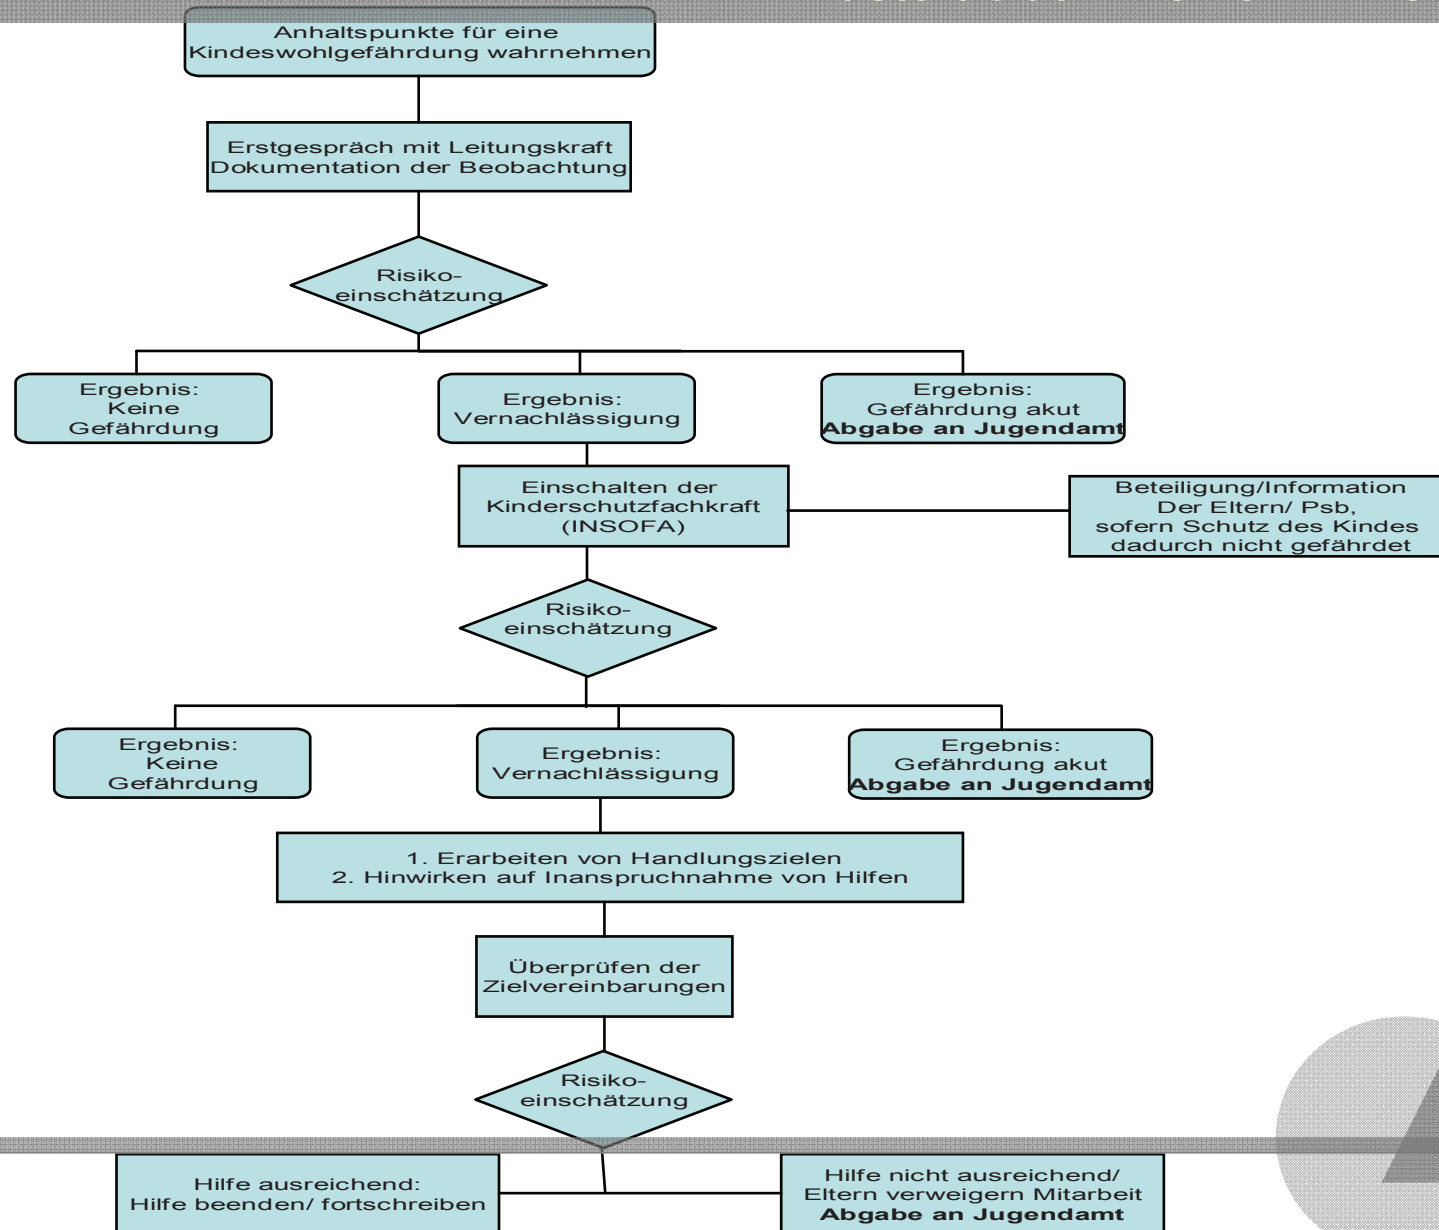 Anhaltspunkte für eine
Kindeswohlgefährdung wahrnehmen
Erstgespräch mit Leitungskraft
Dokumentation der Beobachtung
Risiko-
einschätzung
Ergebnis:
Keine
Gefährdung
Ergebnis:
Vernachlässigung
Ergebnis:
Gefährdung akut
Abgabe an Jugendamt
Einschalten der
Kinderschutzfachkraft
(INSOFA)
Beteiligung/Information
Der Eltern/ Psb,
sofern Schutz des Kindes
dadurch nicht gefährdet
Risiko-
einschätzung
Ergebnis:
Keine
Gefährdung
Ergebnis:
Vernachlässigung
Ergebnis:
Gefährdung akut
Abgabe an Jugendamt
1. Erarbeiten von Handlungszielen
2. Hinwirken auf Inanspruchnahme von Hilfen
Überprüfen der
Zielvereinbarungen
Risiko-
einschätzung
Hilfe ausreichend:
Hilfe beenden/ fortschreiben
Hilfe nicht ausreichend/
Eltern verweigern Mitarbeit
Abgabe an Jugendamt